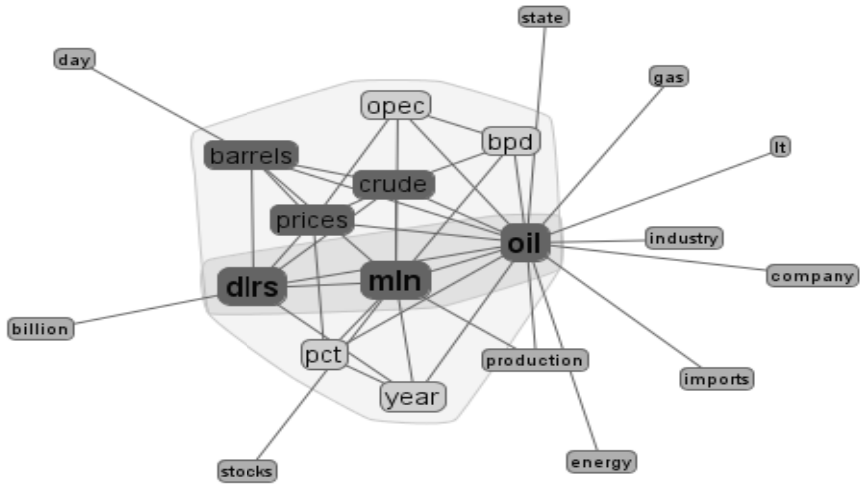 state
day
gas
opec
bpd
lt
barrels
crude
prices
industry
oil
company
dlrs
mln
billion
pct
production
imports
year
energy
stocks